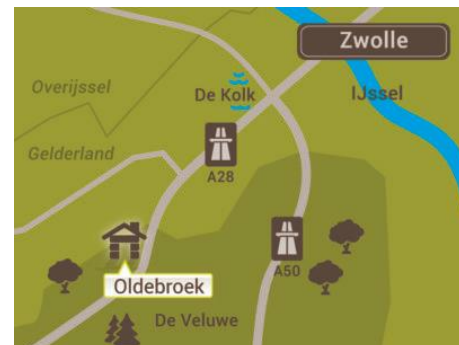 Zwolle
Overijssel
De Kolk
IJssel
Gelderland
A28
A50
Oldebroek
De Veluwe